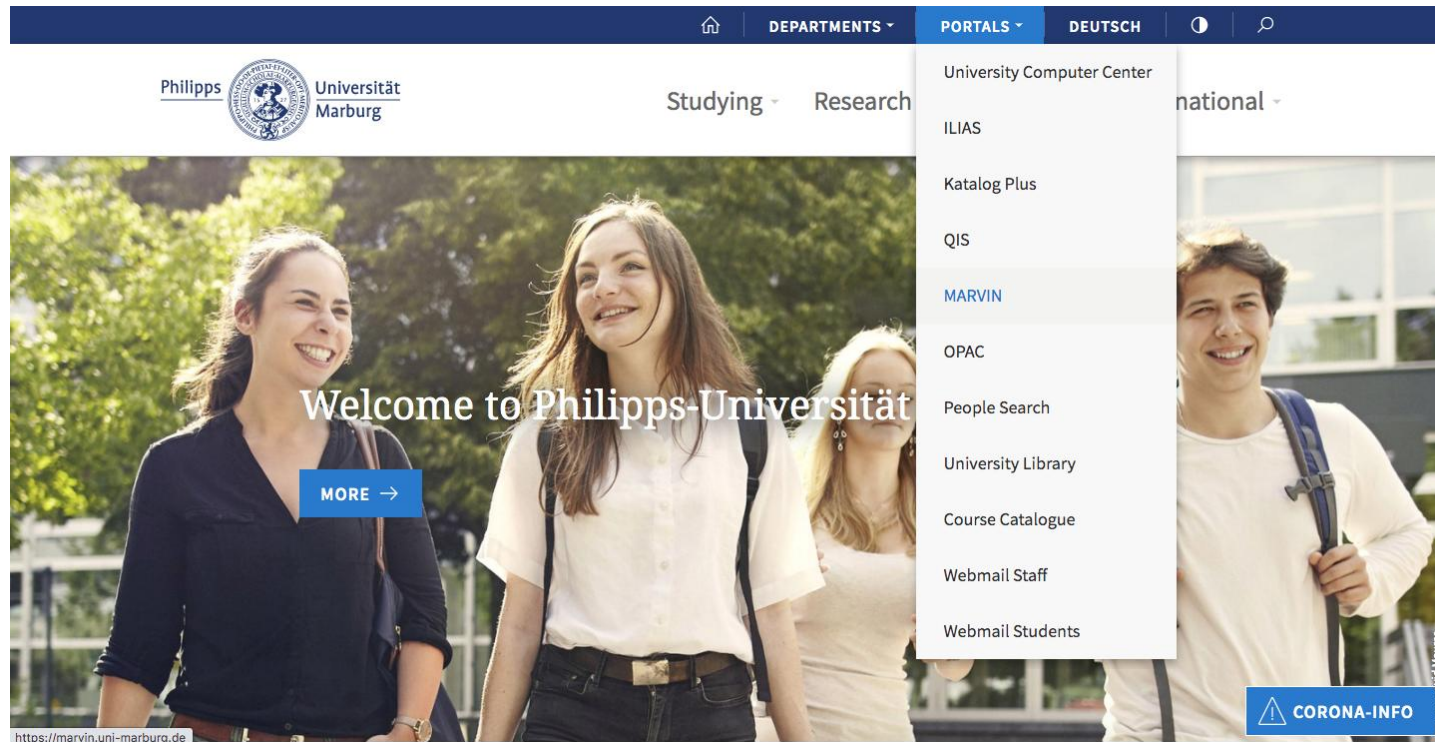 DEPARTMENTS
PORTALS
DEUTSCH
Philipps
Universität
Marburg
Studying
Research
national
University Computer Center
ILIAS
Katalog Plus
QIS
MARVIN
OPAC
People Search
University Library
Course Catalogue
Webmail Staff
Webmail Students
Welcome to Philipps-Universität
MORE →
CORONA-INFO
https://marvin.uni-marburg.de